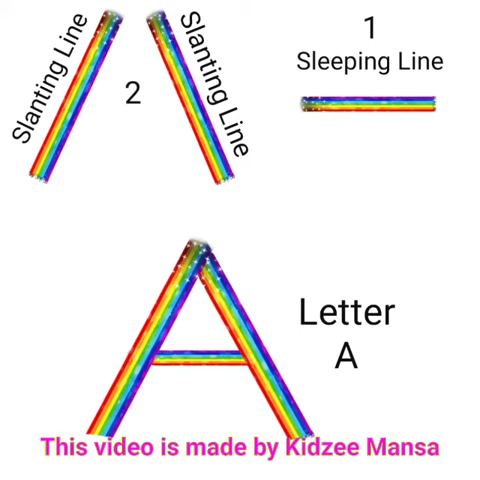 Slanting Line
2
Slanting Line
1
Sleeping Line
Letter
A
This video is made by Kidzee Mansa